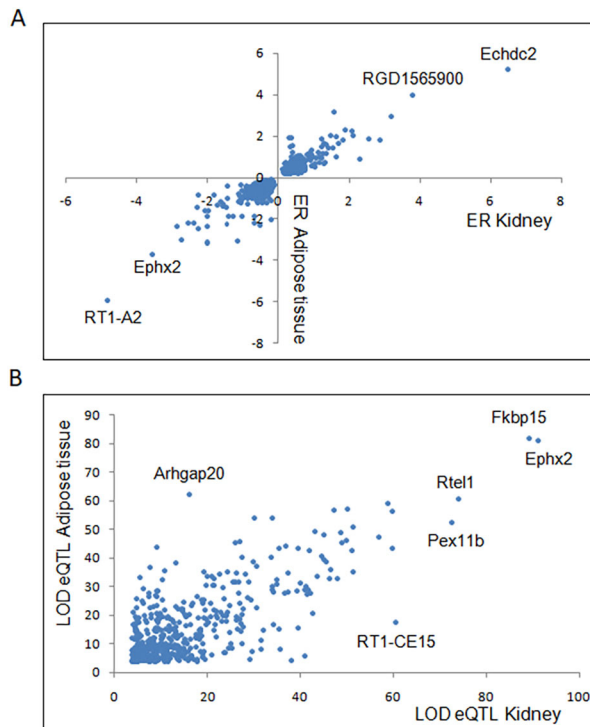 A
6
Echdc2
RGD1565900
4
2
0
-6
-4
-2
0
2
4
6
8
ER Kidney
-2
ER Adipose tissue
Ephx2
-4
RT1-A2
-6
-8
B
90
Fkbp15
80
Ephx2
Arhgap20
70
Rtel1
60
Pex11b
50
40
30
20
RT1-CE15
10
0
LOD eQTL Adipose tissue
0
20
40
60
80
100
LOD eQTL Kidney